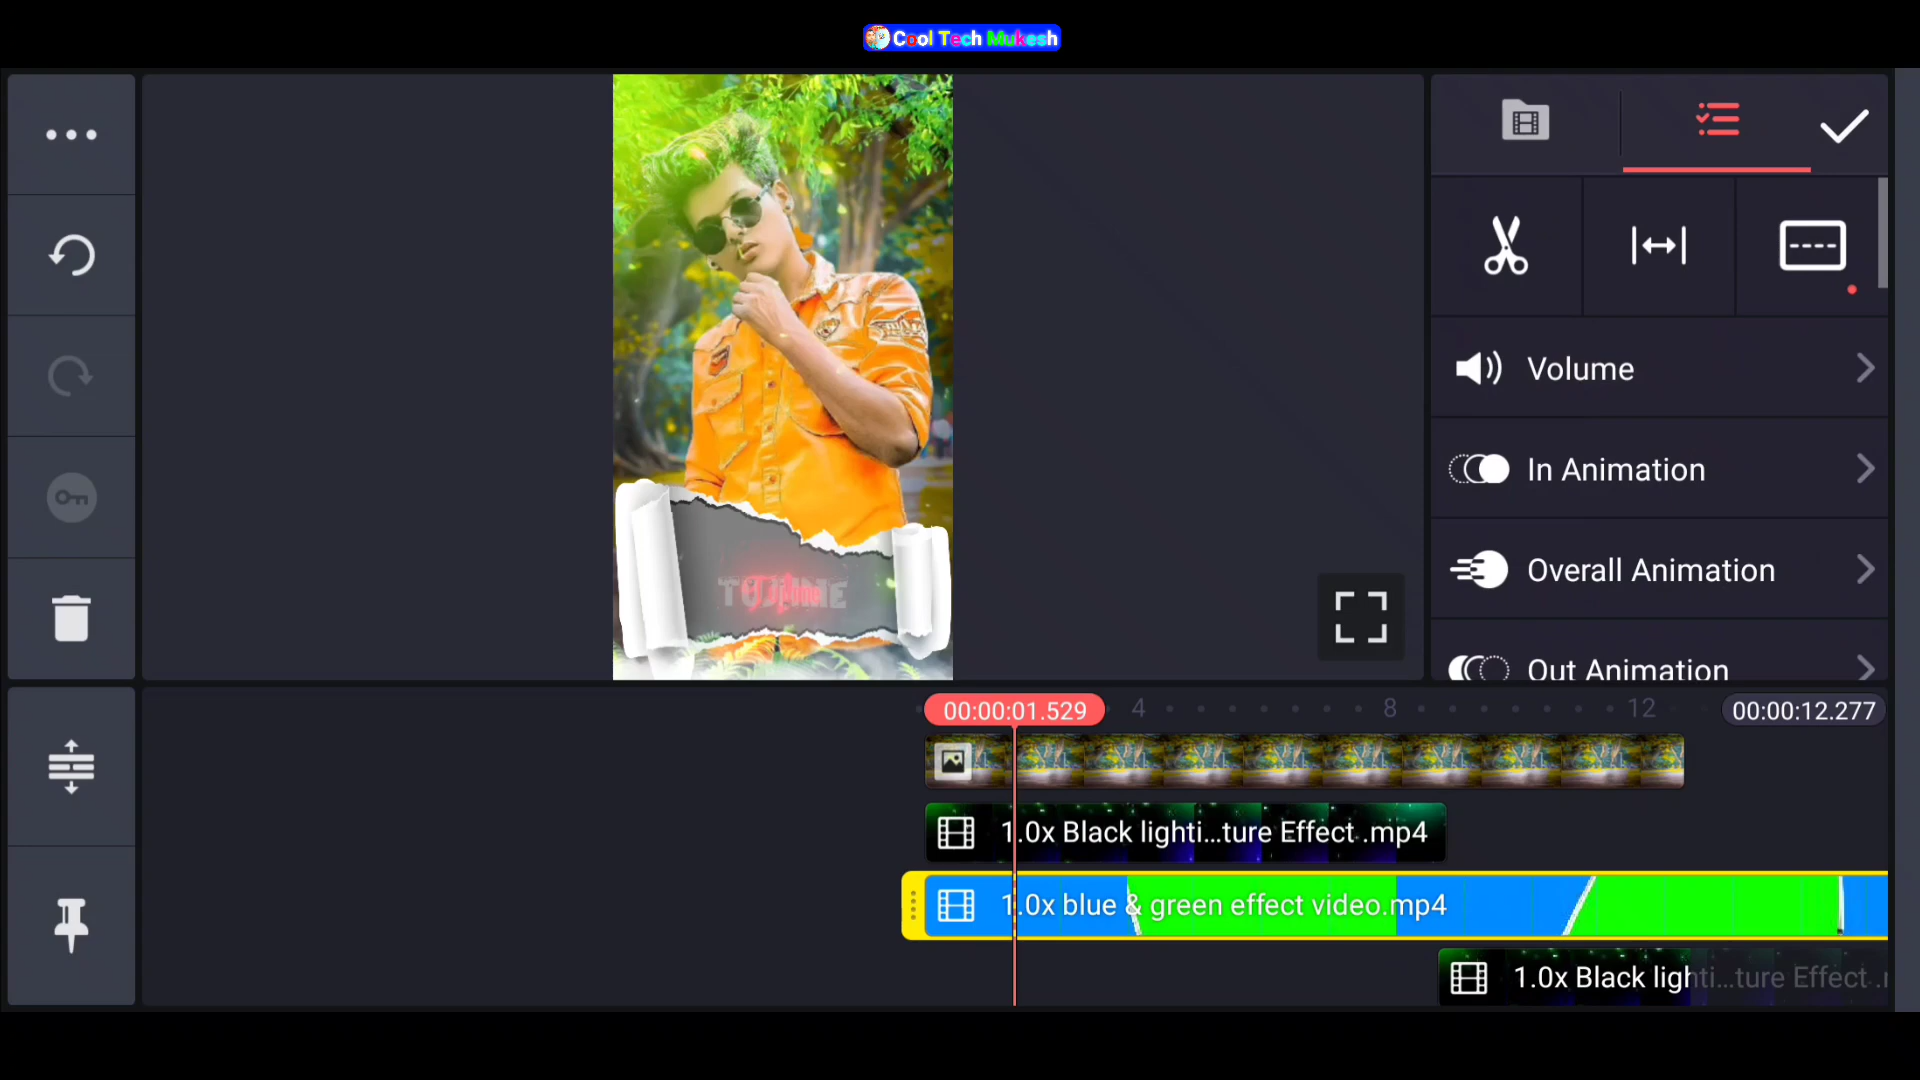 Cool Tech Mukesh
Volume
In Animation
Overall Animation
Out Animation
00:00:01.529
4
8
12
00:00:12.277
1.0x Black lighti...ture Effect .mp4
1.0x blue & green effect video.mp4
1.0x Black lighti...ture Effect .